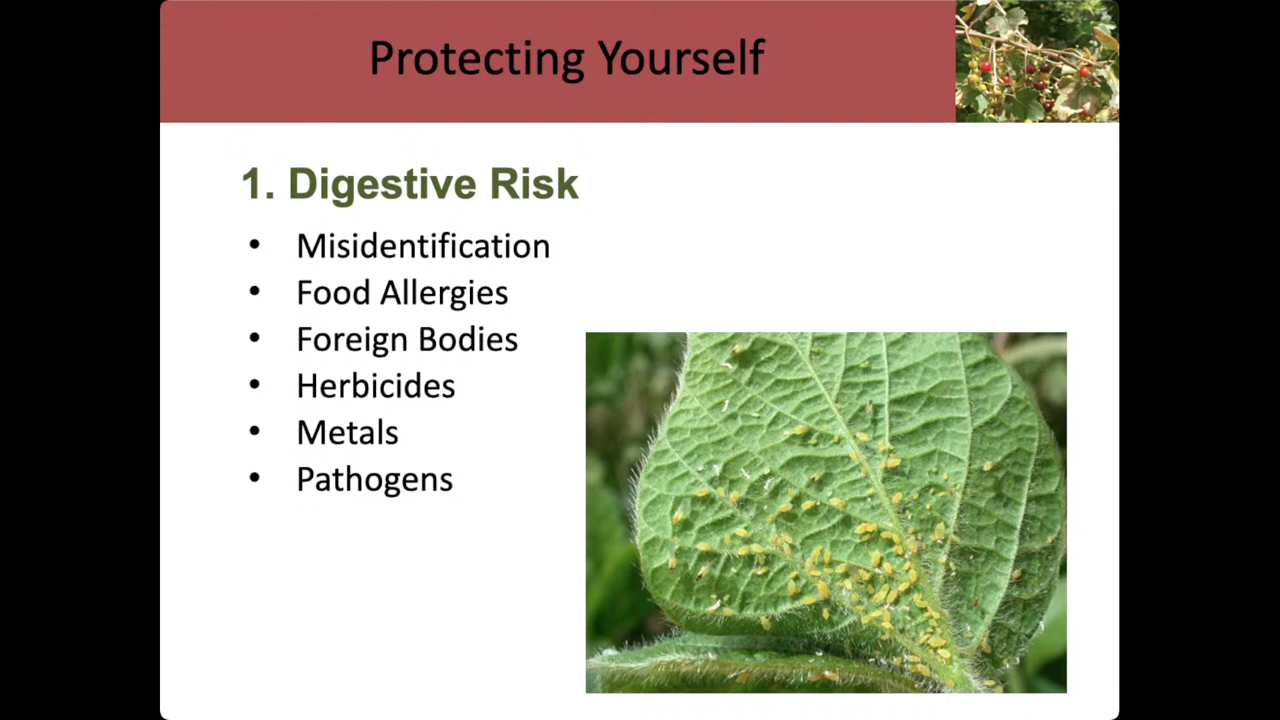 Protecting Yourself
1. Digestive Risk
• Misidentification
• Food Allergies
• Foreign Bodies
• Herbicides
• Metals
• Pathogens